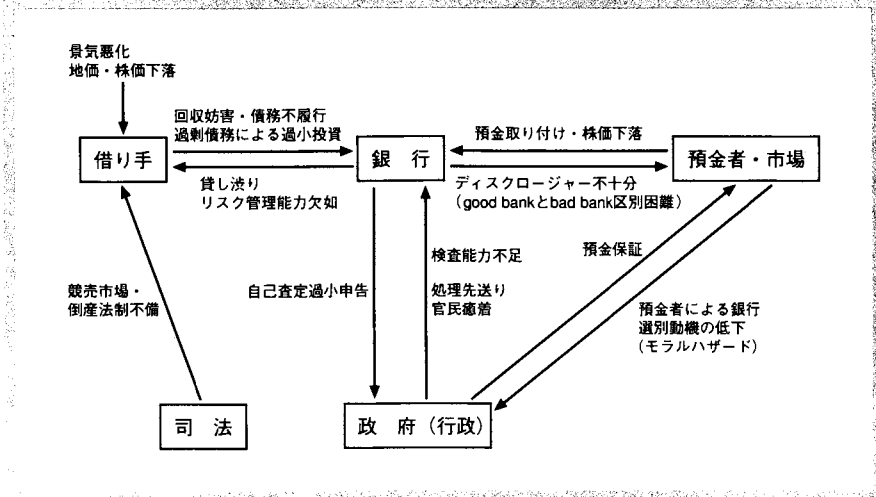 景気悪化
地価・株価下落
回収妨害・債務不履行
過剰債務による過小投資
預金取り付け・株価下落
借り手
銀 行
預金者・市場
貸し渋り
リスク管理能力欠如
ディスクロージャー不十分
(good bankとbad bank区別困難)
検査能力不足
預金保証
競売市場・
倒産法制不備
自己査定過小申告
処理先送り
官民癒着
預金者による銀行
選別動機の低下
(モラルハザード)
司 法
政 府(行政)